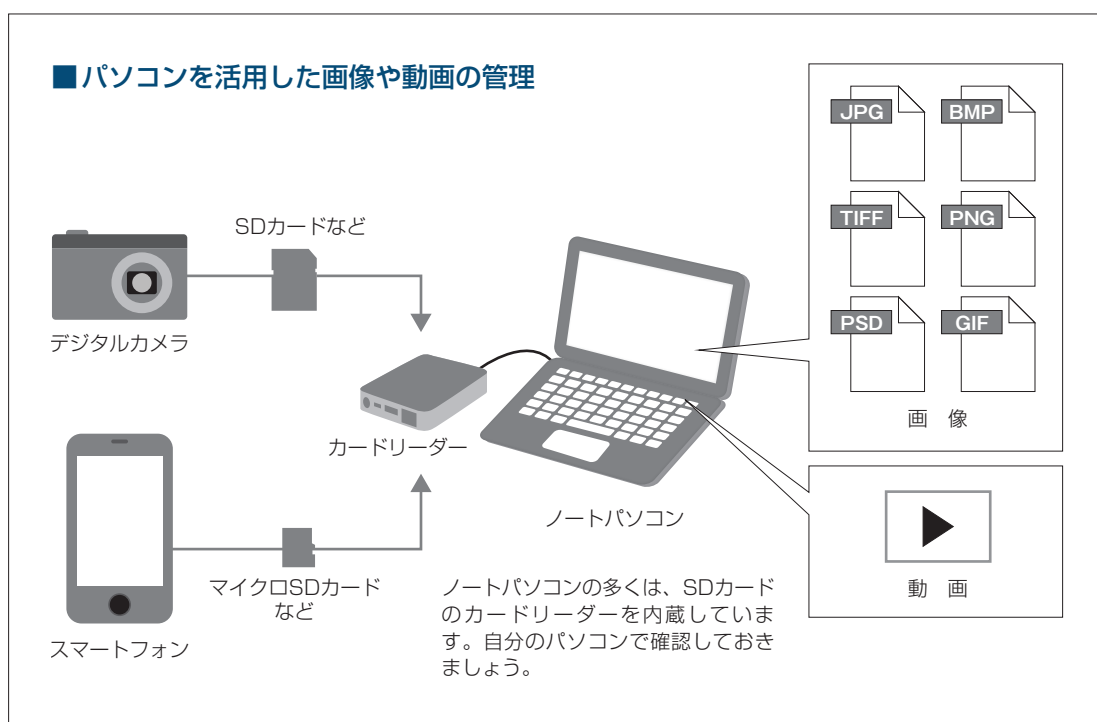 ■パソコンを活用した画像や動画の管理
SDカードなど
デジタルカメラ
カードリーダー
スマートフォン
マイクロSDカード
など
ノートパソコン
ノートパソコンの多くは、SDカード
のカードリーダーを内蔵していま
す。自分のパソコンで確認しておき
ましょう。
JPG
BMP
TIFF
PNG
PSD
GIF
画 像
動 画